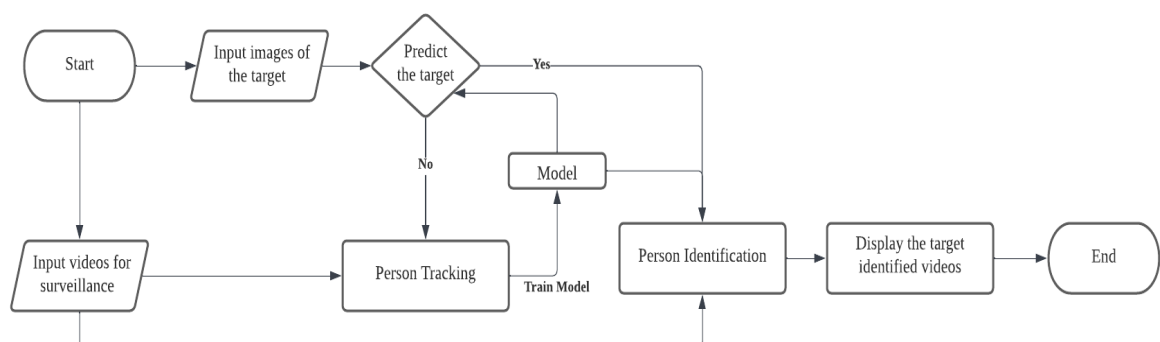 Start
Input images of
the target
Predict
the target
Yes
No
Model
Input videos for
surveillance
Person Tracking
Train Model
Person Identification
Display the target
identified videos
End